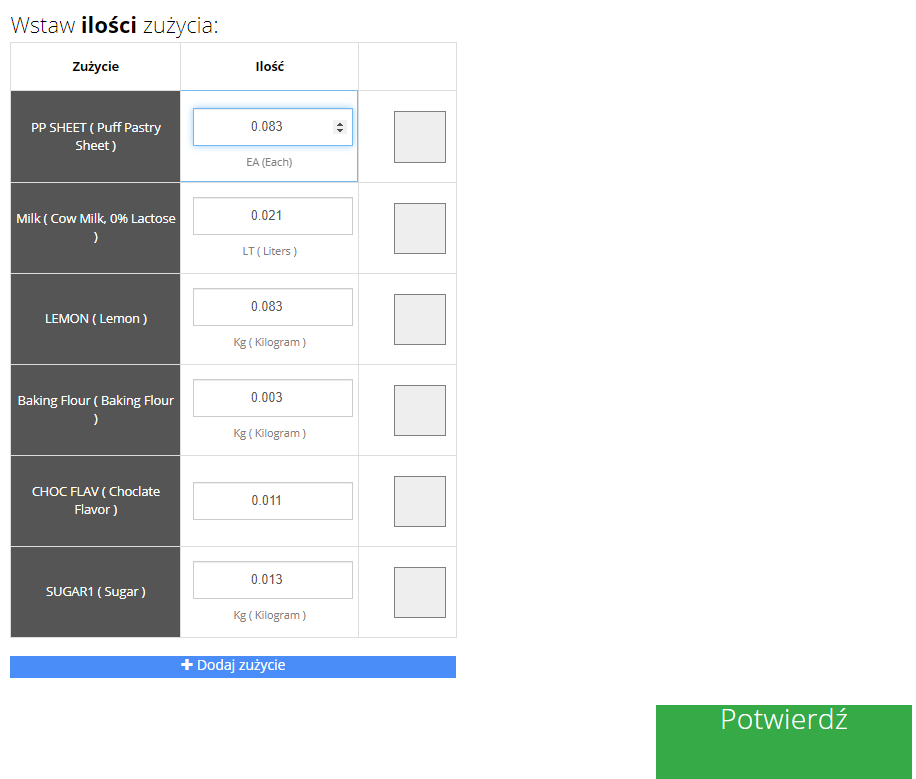 Wstaw ilości zużycia:
Zużycie
Ilość
PP SHEET ( Puff Pastry
Sheet )
0.083
EA (Each)
Milk ( Cow Milk, 0% Lactose
)
0.021
LT ( Liters )
LEMON ( Lemon )
0.083
Kg ( Kilogram )
Baking Flour ( Baking Flour
)
0.003
Kg ( Kilogram )
CHOC FLAV ( Choclate
Flavor )
0.011
SUGAR1 ( Sugar )
0.013
Kg ( Kilogram )
Dodaj zużycie
Potwierdź